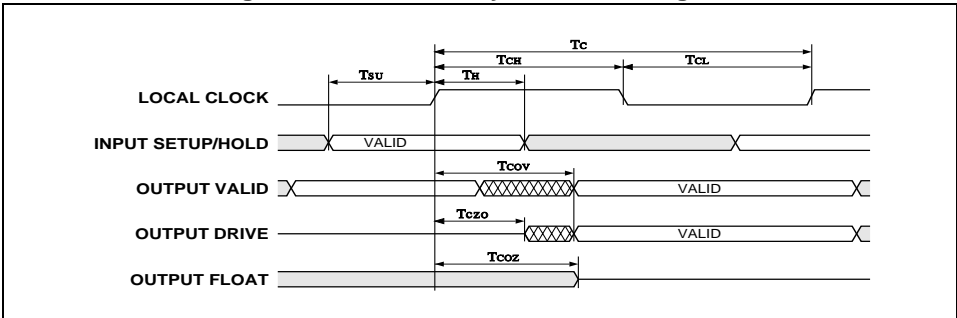 Tc
TCH TCL
TSU TH
LOCAL CLOCK
INPUT SETUP/HOLD VALID
TCOV
OUTPUT VALID VALID
TCZO
OUTPUT DRIVE VALID
TCOZ
OUTPUT FLOAT